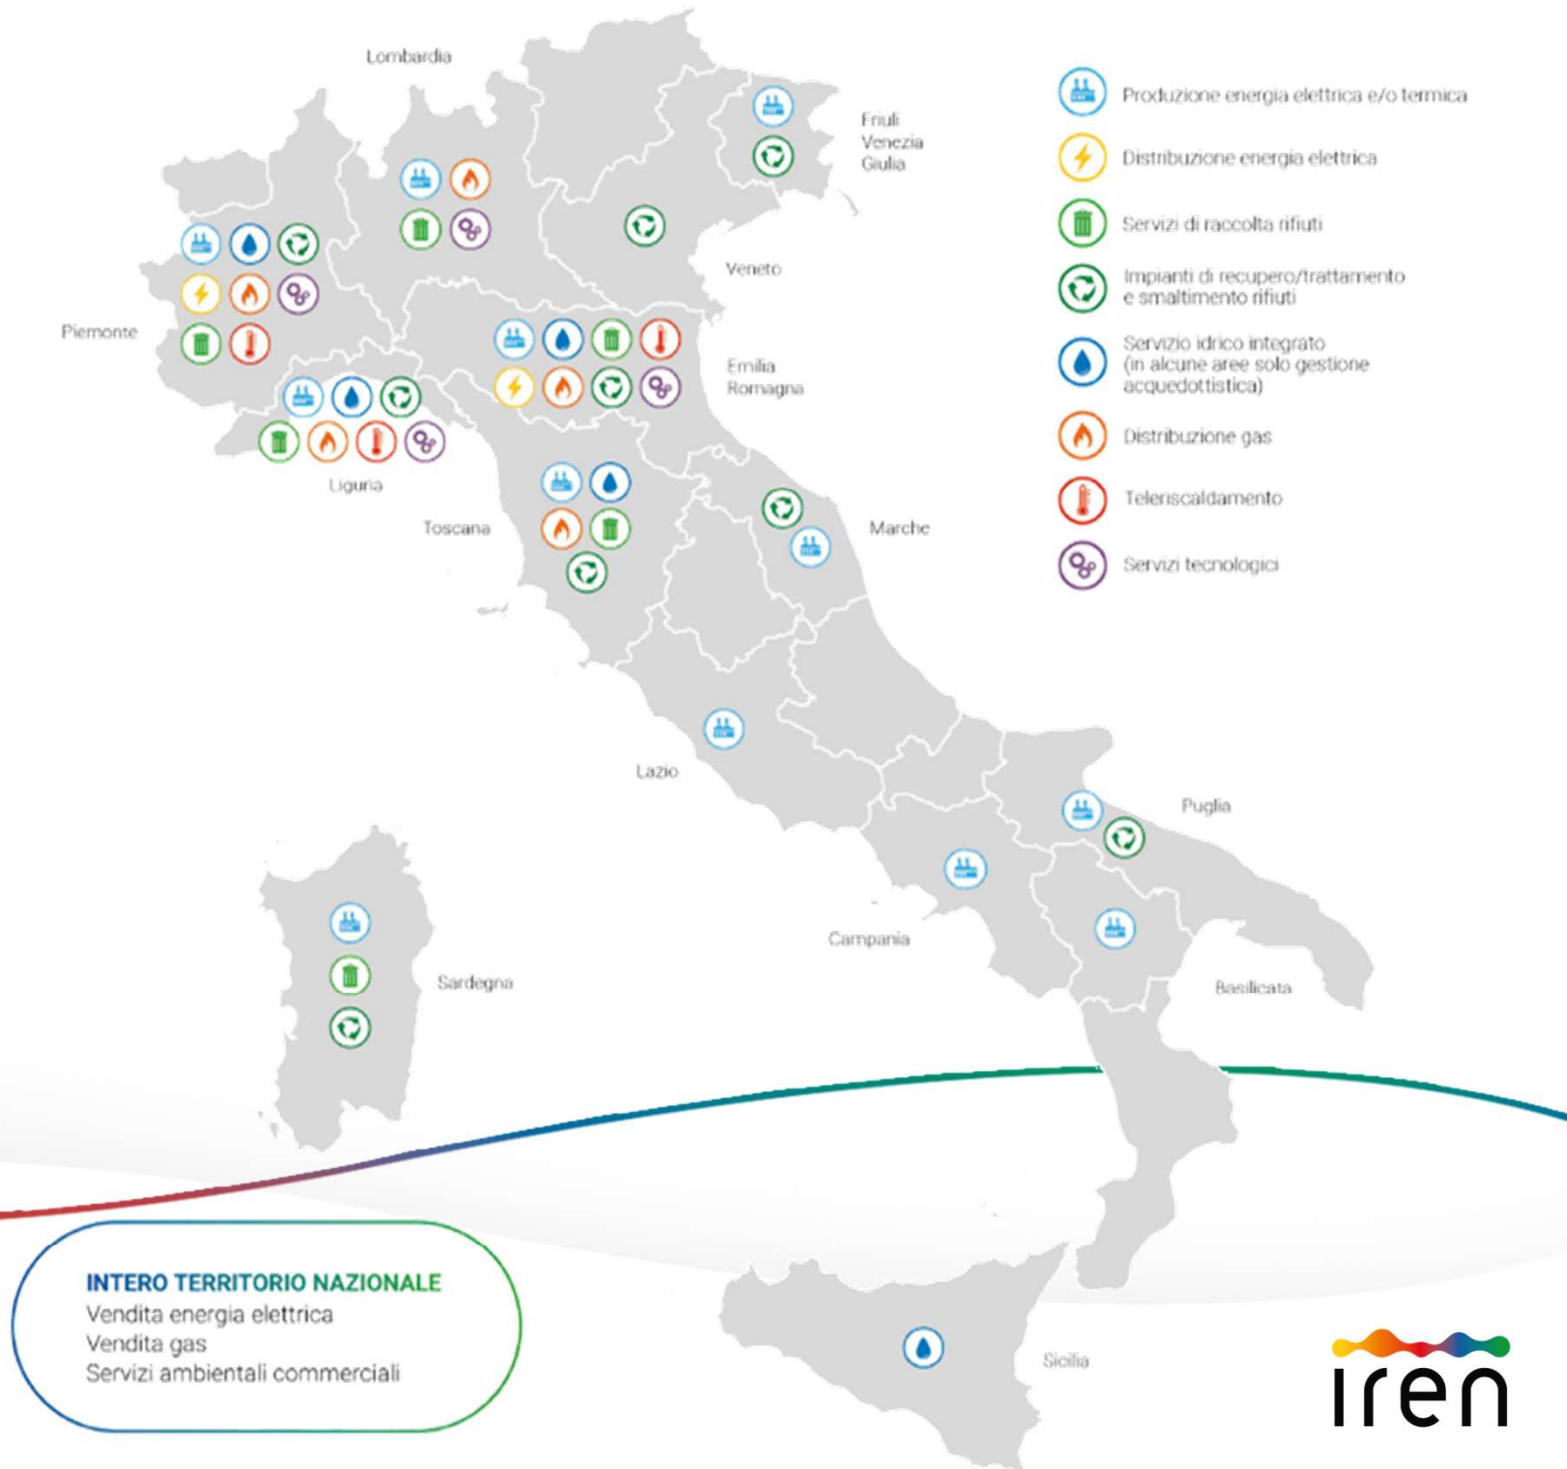 Lombardia
Friuli
Venezia
Giulia
Veneto
Piemonte
Emilia
Romagna
Liguria
Toscana
Marche
Lazio
Puglia
Campania
Basilicata
Sardegna
Sicilia
Produzione energia elettrica e/o termica
Distribuzione energia elettrica
Servizi di raccolta rifiuti
Impianti di recupero/trattamento
e smaltimento rifiuti
Servizio idrico integrato
(in alcune aree solo gestione
acquedottistica)
Distribuzione gas
Teleriscaldamento
Servizi tecnologici
INTERO TERRITORIO NAZIONALE
Vendita energia elettrica
Vendita gas
Servizi ambientali commerciali
iren